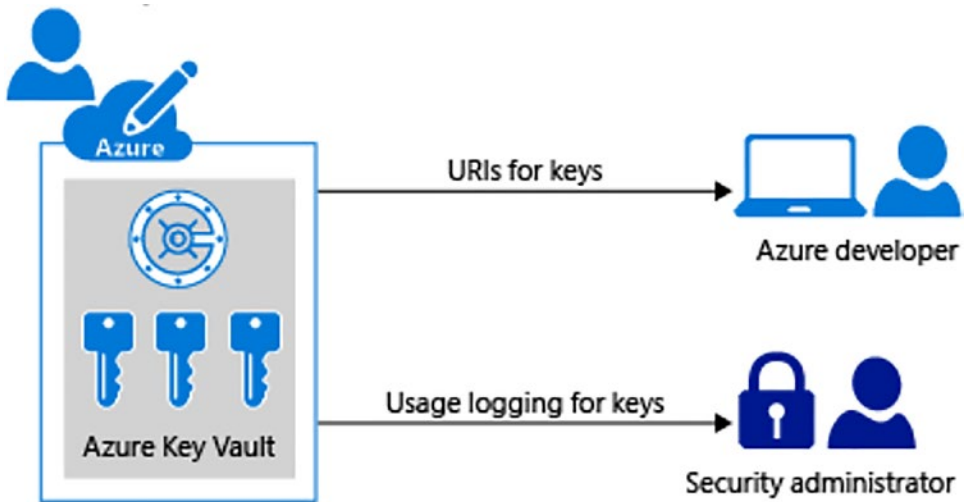 Azure
URIs for keys
Azure developer
Usage logging for keys
Azure Key Vault
Security administrator